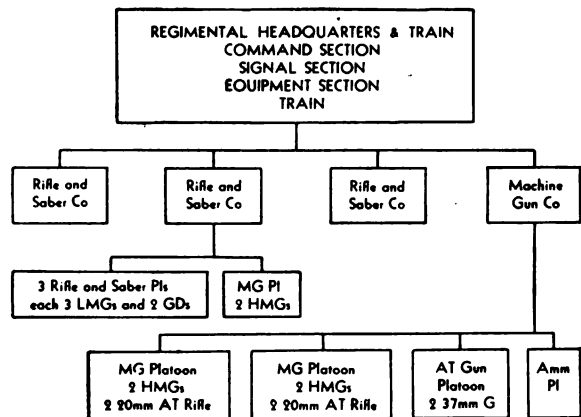 REGIMENTAL HEADQUARTERS & TRAIN
COMMAND SECTION
SIGNAL SECTION
EQUIPMENT SECTION
TRAIN
Rifle and
Saber Co
Rifle and
Saber Co
Rifle and
Saber Co
Machine
Gun Co
3 Rifle and Saber Pls
each 3 LMGs and 2 GDs
MG Pl
2 HMGs
MG Platoon
2 HMGs
2 20mm AT Rifle
MG Platoon
2 HMGs
2 20mm AT Rifle
AT Gun
Platoon
2 37mm G
Amm
Pl